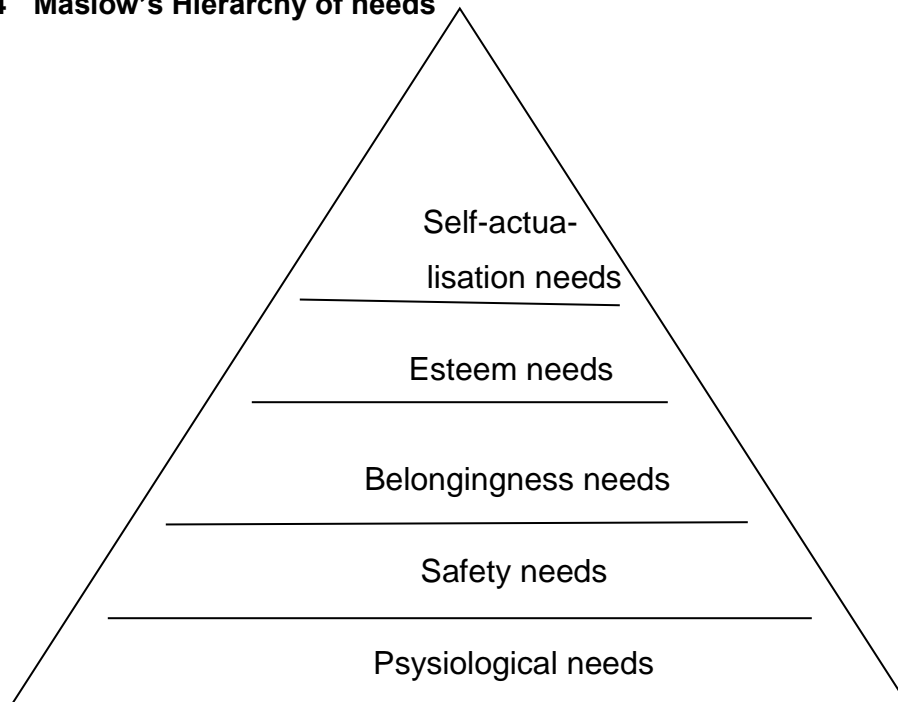 4 Maslow's Hierarchy of needs
Self-actua-
lisation needs
Esteem needs
Belongingness needs
Safety needs
Psysiological needs